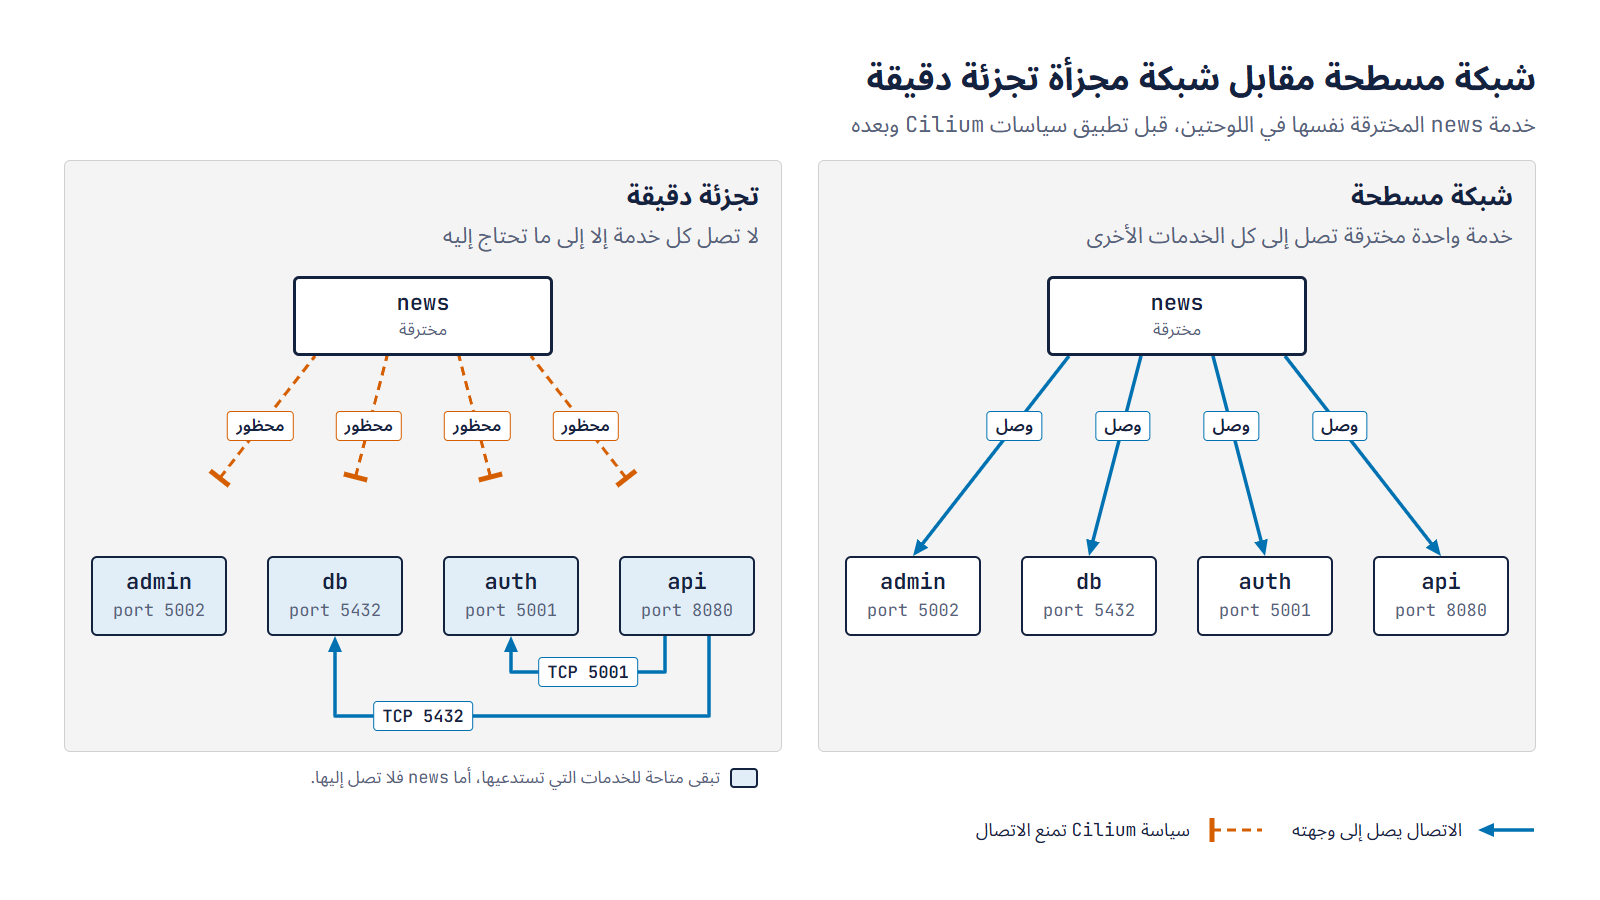 شبكة مسطحة مقابل شبكة مجزأة تجزئة دقيقة
خدمة news المخترقة نفسها في اللوحتين، قبل تطبيق سياسات Cilium وبعده
شبكة مسطحة
خدمة واحدة مخترقة تصل إلى كل الخدمات الأخرى
news
مخترقة
وصل
وصل
وصل
وصل
api
port 8080
auth
port 5001
db
port 5432
admin
port 5002
تجزئة دقيقة
لا تصل كل خدمة إلا إلى ما تحتاج إليه
news
مخترقة
محظور
محظور
محظور
محظور
api
port 8080
auth
port 5001
db
port 5432
admin
port 5002
TCP 5001
TCP 5432
تبقى متاحة للخدمات التي تستدعيها، أما news فلا تصل إليها.
الاتصال يصل إلى وجهته
سياسة Cilium تمنع الاتصال